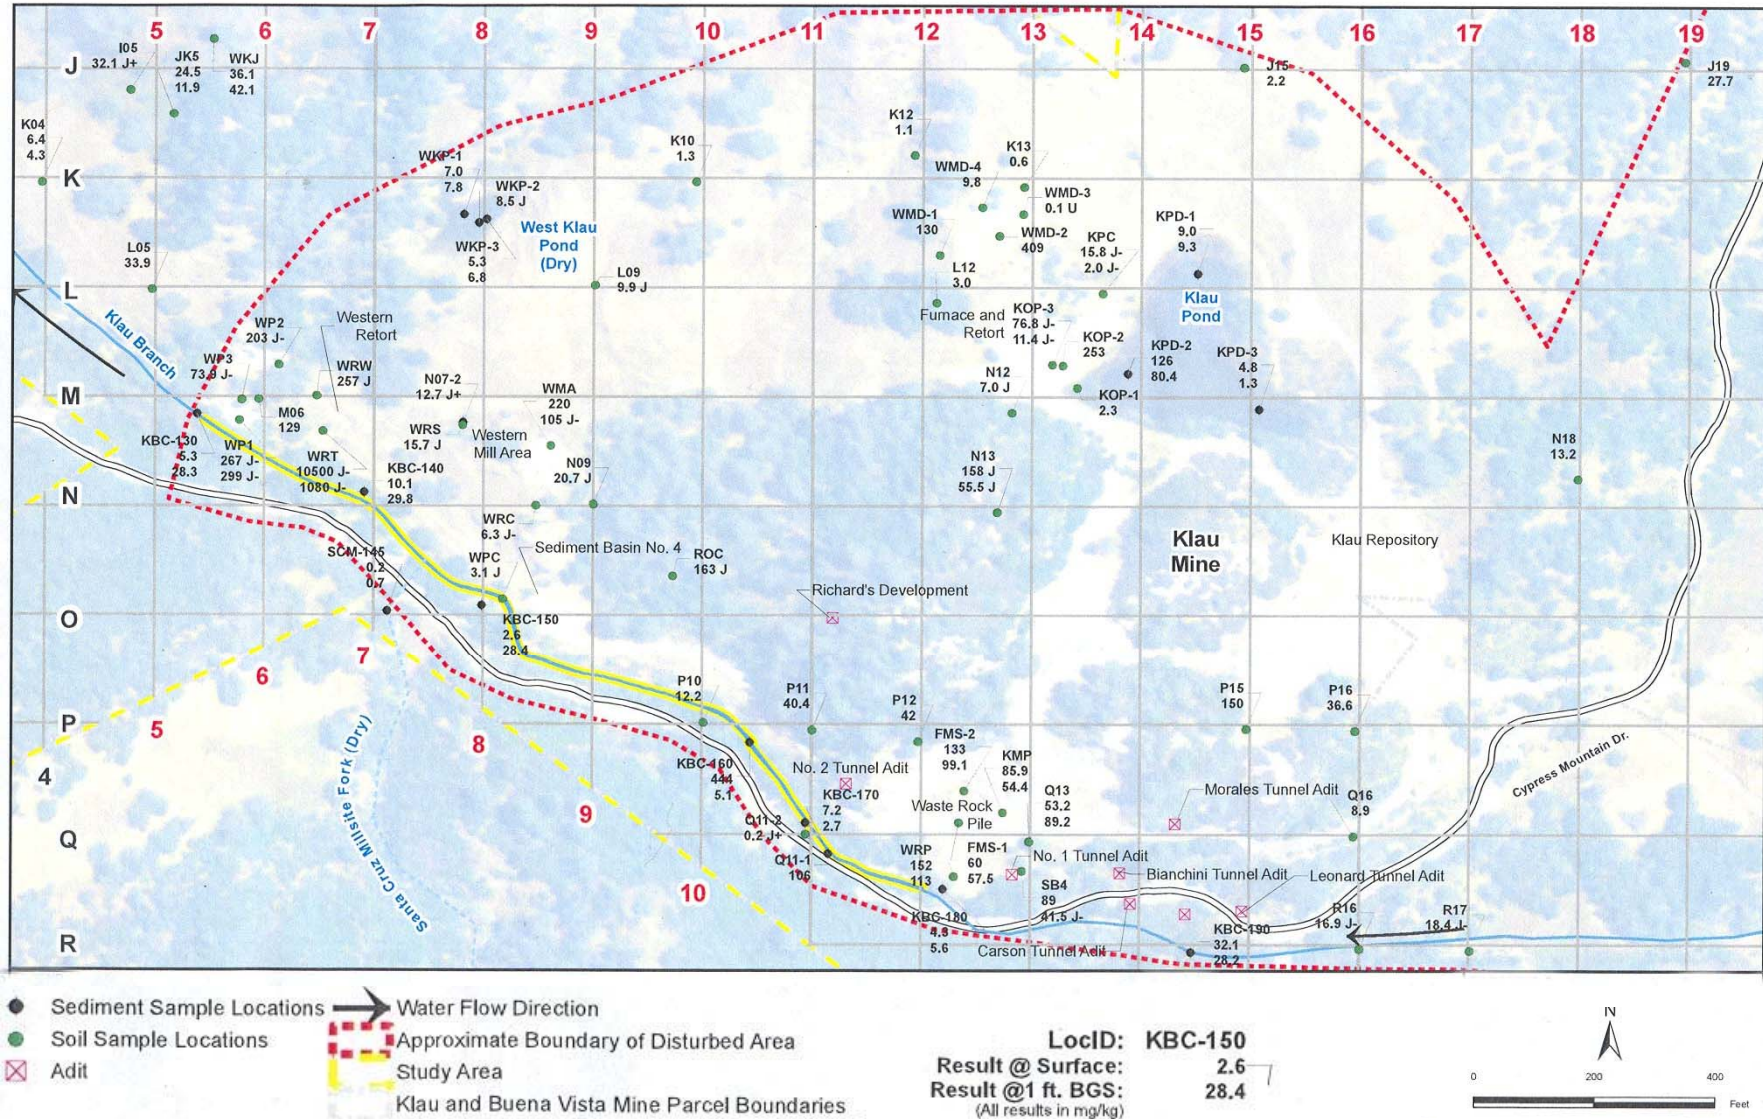 5
6
7
8
9
10
11
12
13
14
15
16
17
18
19
J
K
L
M
N
O
P
Q
R
I05
32.1 J+
JK5
24.5
11.9
WKJ
36.1
42.1
J15
2.2
J19
27.7
K04
6.4
4.3
K10
1.3
K12
1.1
K13
0.6
WMD-4
9.8
WMD-3
0.1 U
WMD-1
130
WMD-2
409
WKP-1
7.0
7.8
WKP-2
8.5 J
WKP-3
5.3
6.8
West Klau
Pond
(Dry)
KPC
15.8 J-
2.0 J-
KPD-1
9.0
9.3
L05
33.9
L09
9.9 J
L12
3.0
Klau
Pond
Klau Branch
WP2
203 J-
Western
Retort
Furnace and
Retort
KOP-3
76.8 J-
11.4 J-
KOP-2
253
KPD-2
126
80.4
KPD-3
4.8
1.3
WP3
73.9 J-
WRW
257 J
N07-2
12.7 J+
WMA
220
105 J-
N12
7.0 J
KOP-1
2.3
M06
129
WRS
15.7 J
Western
Mill Area
N18
13.2
KBC-130
5.3
28.3
WP1
267 J-
299 J-
WRT
10500 J-
1080 J-
KBC-140
10.1
29.8
N09
20.7 J
N13
158 J
55.5 J
WRC
6.3 J-
Sediment Basin No. 4
Klau
Mine
Klau Repository
SCM-145
0.2
0.7
WPC
3.1 J
ROC
163 J
Richard's Development
KBC-150
2.6
28.4
7
6
5
8
4
9
10
Santa Cruz Millisite Fork (Dry)
P10
12.2
P11
40.4
P12
42
P15
150
P16
36.6
FMS-2
133
99.1
KMP
85.9
54.4
No. 2 Tunnel Adit
KBC-160
444
5.1
KBC-170
7.2
2.7
Waste Rock
Pile
Q13
53.2
89.2
Morales Tunnel Adit
Q16
8.9
Cypress Mountain Dr.
Q11-2
0.2 J+
Q11-1
106
WRP
152
113
FMS-1
60
57.5
No. 1 Tunnel Adit
Bianchini Tunnel Adit
Leonard Tunnel Adit
SB4
89
41.5 J-
KBC-180
4.3
5.6
Carson Tunnel Adit
KBC-190
32.1
28.2
R16
16.9 J-
R17
18.4 J-
Sediment Sample Locations
Soil Sample Locations
Adit
Water Flow Direction
Approximate Boundary of Disturbed Area
Study Area
Klau and Buena Vista Mine Parcel Boundaries
LocID: KBC-150
Result @ Surface: 2.6
Result @1 ft. BGS: 28.4
(All results in mg/kg)
N
0 200 400
Feet